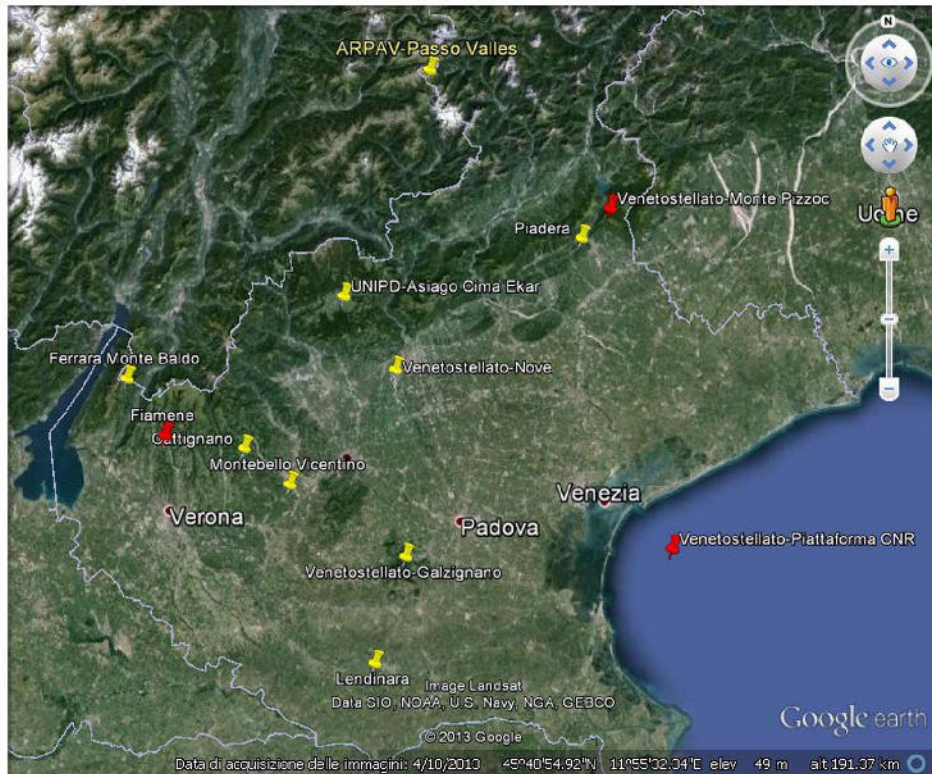 N
ARPAV-Passo Valles
Venetostellato-Monte Pizzoc
Piadera
UNIPD-Asiago Cima Ekar
Ferrara Monte Baldo
Venetostellato-Nove
Fiamene
Cattignano
Montebello Vicentino
Venezia
Verona
Padova
Venetostellato-Piattaforma CNR
Venetostellato-Galzignano
Lendinara
Image Landsat
Data SIO, NOAA, U.S. Navy, NGA, GEBCO
© 2013 Google
Google earth
Data di acquisizione delle immagini: 4/10/2013 45°40'54.92"N 11°55'32.34"E elev 49 m alt 191.37 km